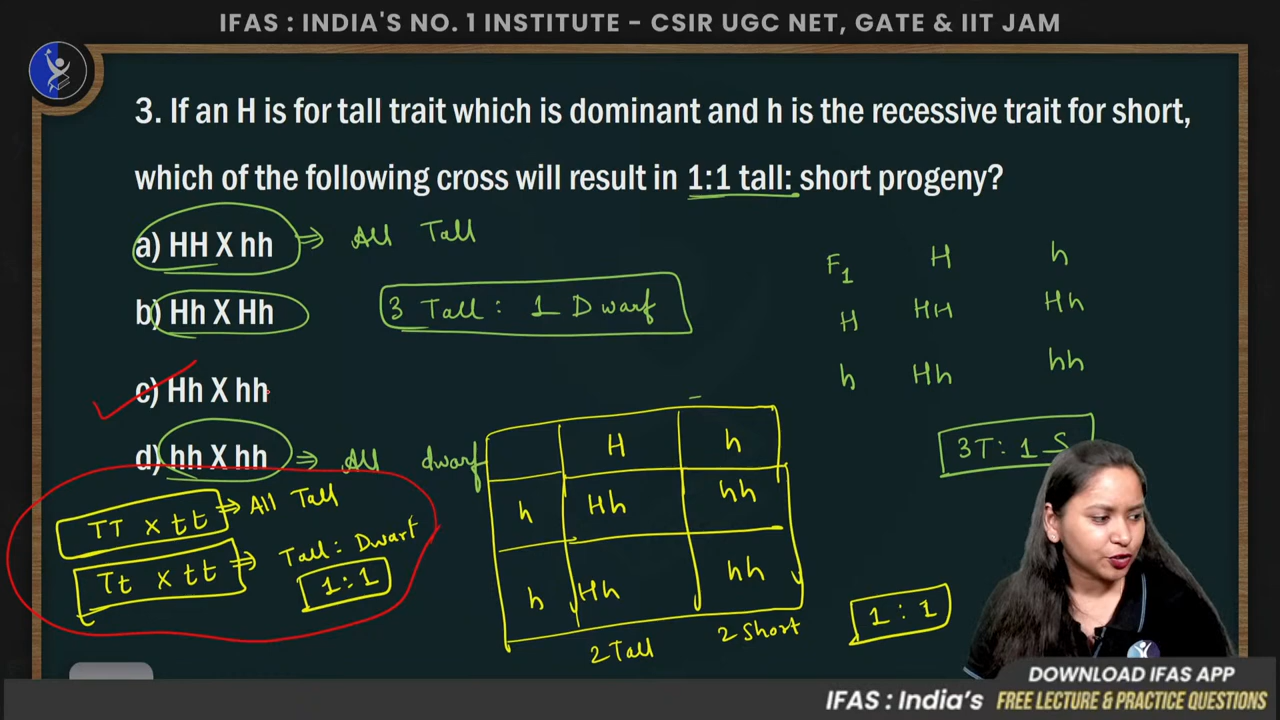 IFAS : INDIA'S NO. 1 INSTITUTE - CSIR UGC NET, GATE & IIT JAM
3. If an H is for tall trait which is dominant and h is the recessive trait for short,
which of the following cross will result in 1:1 tall: short progeny?
a) HH X hh ⇒ All Tall
b) Hh X Hh 3 Tall : 1 Dwarf
c) Hh X hh
d) hh X hh ⇒ All dwarf
F1 H h
H HH Hh
h Hh hh
3T : 1 S
TT x tt ⇒ All Tall
Tt x tt ⇒ Tall : Dwarf
1 : 1
H h
h Hh hh
h Hh hh
2 Tall 2 Short
1 : 1
DOWNLOAD IFAS APP
IFAS : India's FREE LECTURE & PRACTICE QUESTIONS